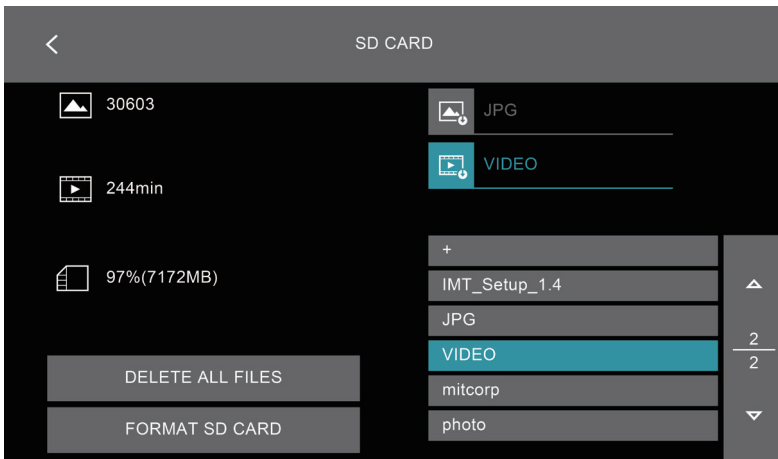 SD CARD
30603
JPG
VIDEO
244min
97%(7172MB)
+
IMT_Setup_1.4
JPG
VIDEO
mitcorp
photo
2
2
DELETE ALL FILES
FORMAT SD CARD